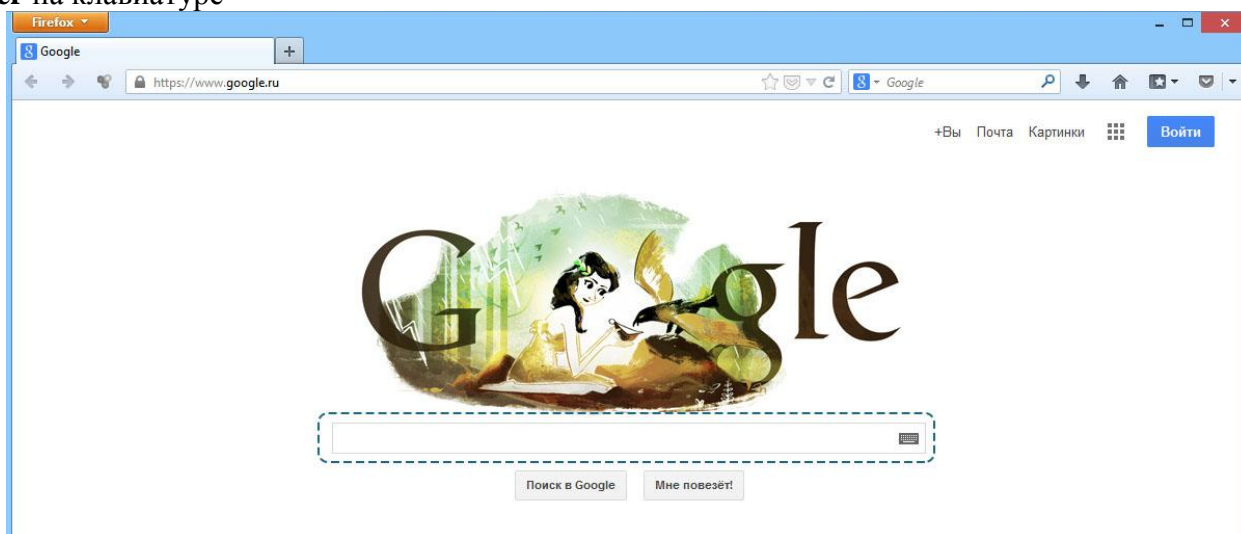 на клавиатуре
Firefox
Google
https://www.google.ru
Google
+Вы Почта Картинки Войти
Google
Поиск в Google Мне повезёт!